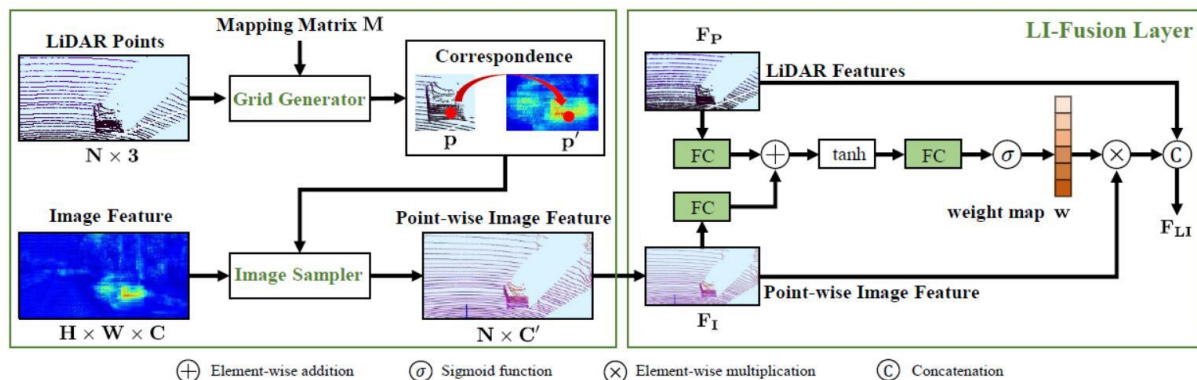 Mapping Matrix M
LiDAR Points
Grid Generator
N × 3
Correspondence
p
p′
Image Feature
Image Sampler
H × W × C
Point-wise Image Feature
N × C′
LI-Fusion Layer
F_P
LiDAR Features
FC
+
tanh
FC
σ
×
C
FC
weight map w
F_LI
Point-wise Image Feature
F_I
+ Element-wise addition
σ Sigmoid function
× Element-wise multiplication
C Concatenation